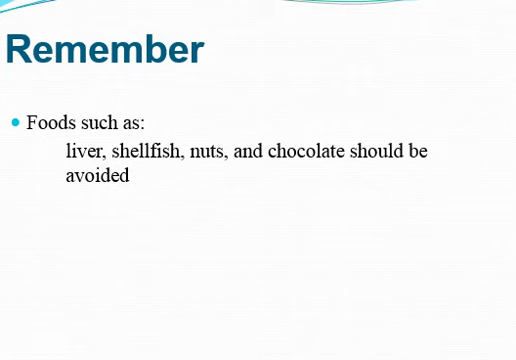 Remember
Foods such as:
liver, shellfish, nuts, and chocolate should be
avoided